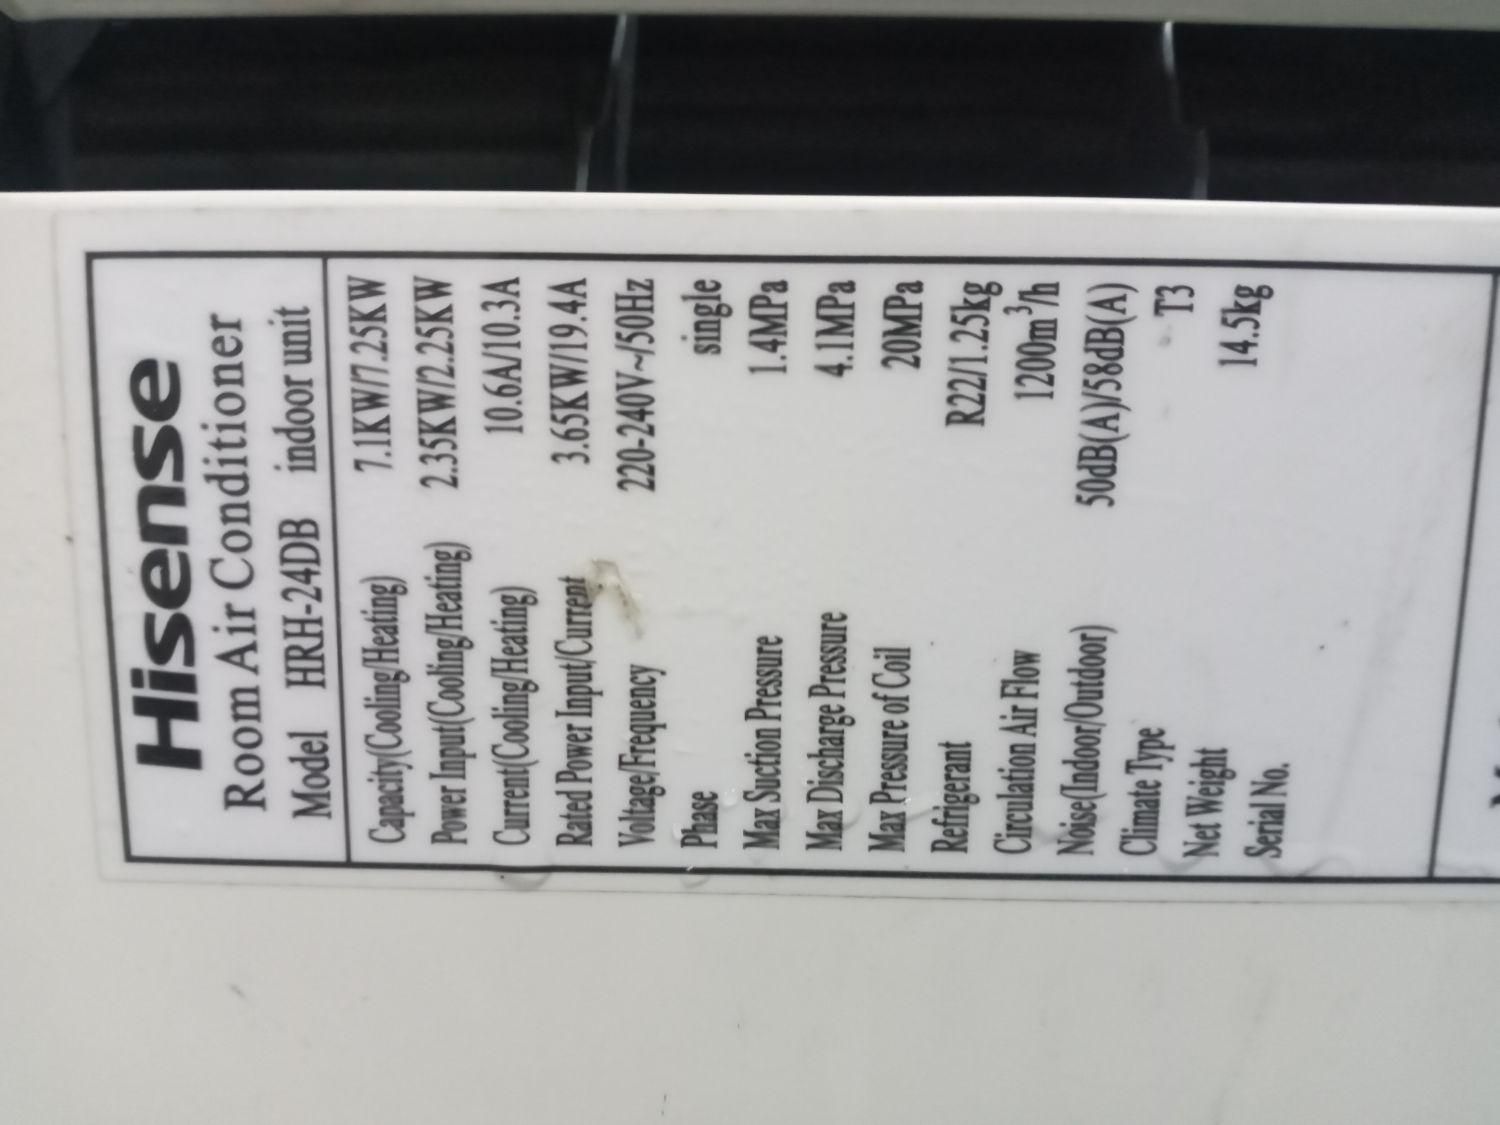 Hisense
Room Air Conditioner
Model HRH-24DB indoor unit
Capacity(Cooling/Heating) 7.1KW/7.25KW
Power Input(Cooling/Heating) 2.35KW/2.25KW
Current(Cooling/Heating) 10.6A/10.3A
Rated Power Input/Current 3.65KW/19.4A
Voltage/Frequency 220-240V~/50Hz
Phase single
Max Suction Pressure 1.4MPa
Max Discharge Pressure 4.1MPa
Max Pressure of Coil 20MPa
Refrigerant R22/1.25kg
Circulation Air Flow 1200m³/h
Noise(Indoor/Outdoor) 50dB(A)/58dB(A)
Climate Type T3
Net Weight 14.5kg
Serial No.